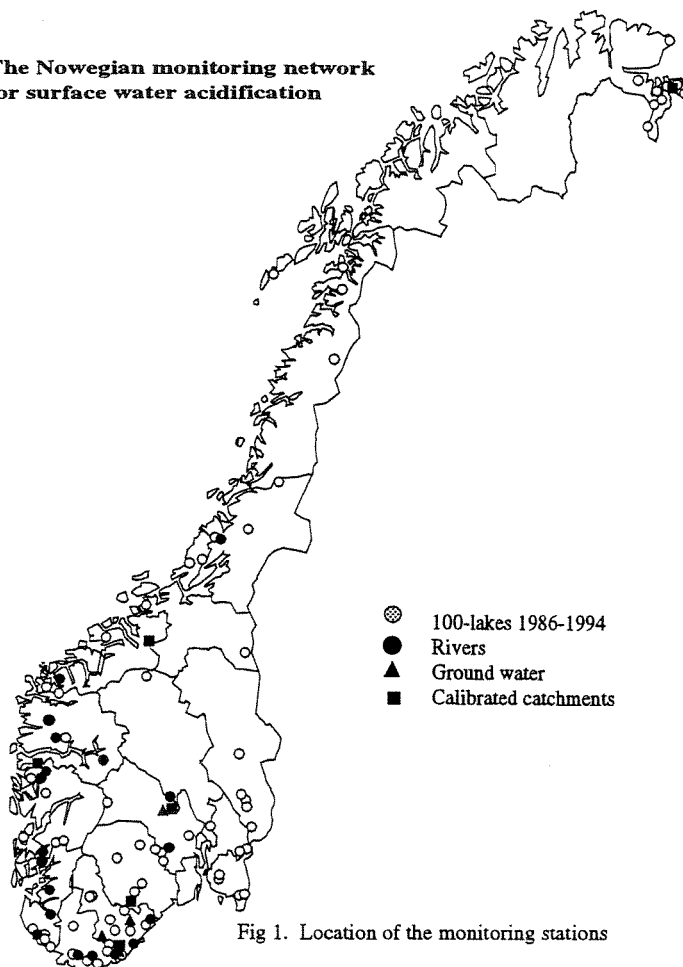 The Nowegian monitoring network
or surface water acidification
100-lakes 1986-1994
Rivers
Ground water
Calibrated catchments
Fig 1. Location of the monitoring stations